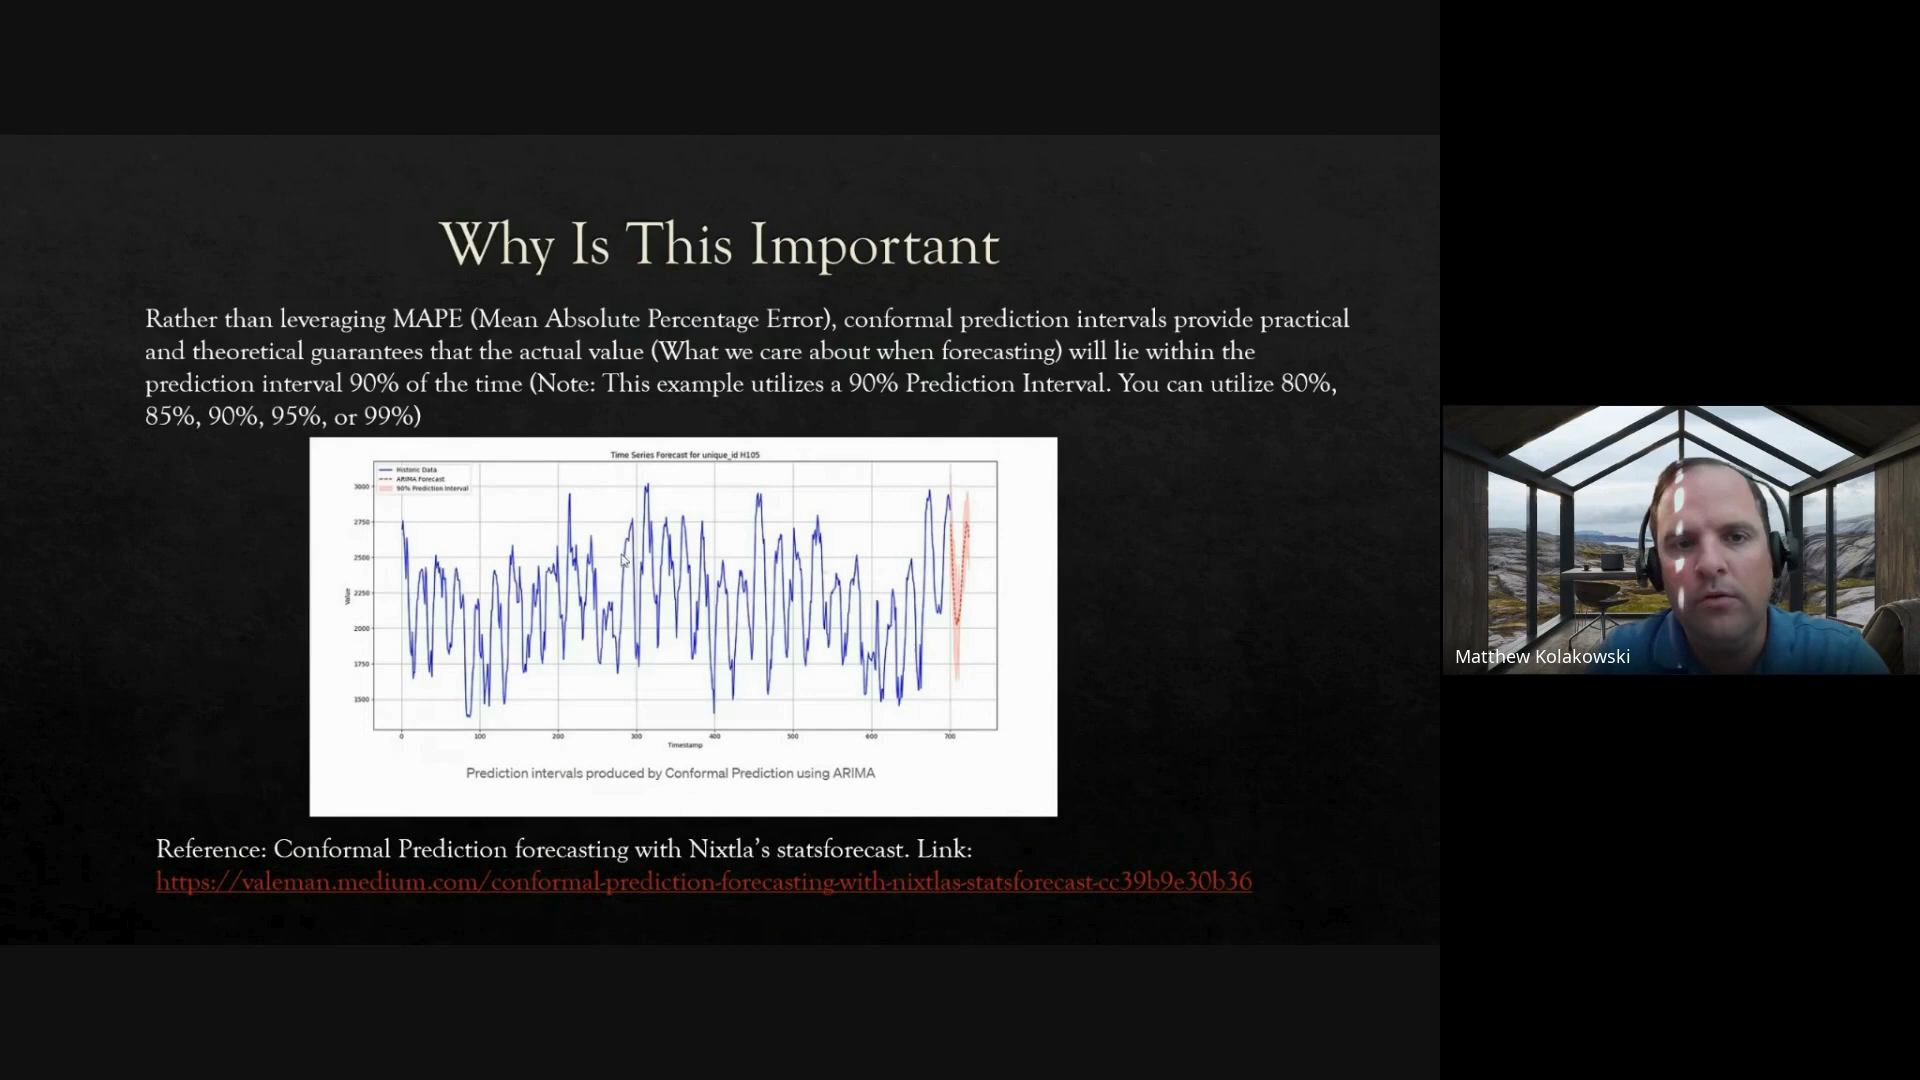 Why Is This Important
Rather than leveraging MAPE (Mean Absolute Percentage Error), conformal prediction intervals provide practical
and theoretical guarantees that the actual value (What we care about when forecasting) will lie within the
prediction interval 90% of the time (Note: This example utilizes a 90% Prediction Interval. You can utilize 80%,
85%, 90%, 95%, or 99%)
Time Series Forecast for unique_id H105
Historic Data
ARIMA Forecast
90% Prediction Interval
3000
2750
2500
2250
2000
1750
1500
Value
0 100 200 300 400 500 600 700
Timestamp
Prediction intervals produced by Conformal Prediction using ARIMA
Reference: Conformal Prediction forecasting with Nixtla’s statsforecast. Link:
https://valeman.medium.com/conformal-prediction-forecasting-with-nixtlas-statsforecast-cc39b9e30b36
Matthew Kolakowski